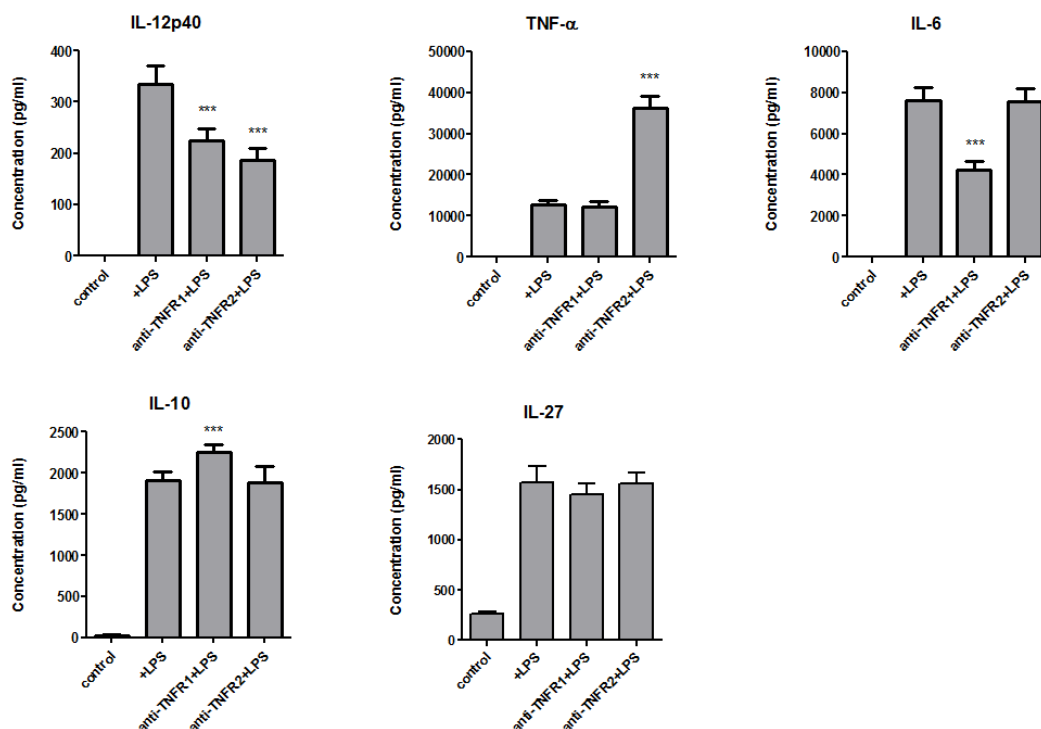 IL-12p40
Concentration (pg/ml)
400
300
200
100
0
***
***
control
+LPS
anti-TNFR1+LPS
anti-TNFR2+LPS
TNF-α
Concentration (pg/ml)
50000
40000
30000
20000
10000
0
***
control
+LPS
anti-TNFR1+LPS
anti-TNFR2+LPS
IL-6
Concentration (pg/ml)
10000
8000
6000
4000
2000
0
***
control
+LPS
anti-TNFR1+LPS
anti-TNFR2+LPS
IL-10
Concentration (pg/ml)
2500
2000
1500
1000
500
0
***
control
+LPS
anti-TNFR1+LPS
anti-TNFR2+LPS
IL-27
Concentration (pg/ml)
2000
1500
1000
500
0
control
+LPS
anti-TNFR1+LPS
anti-TNFR2+LPS